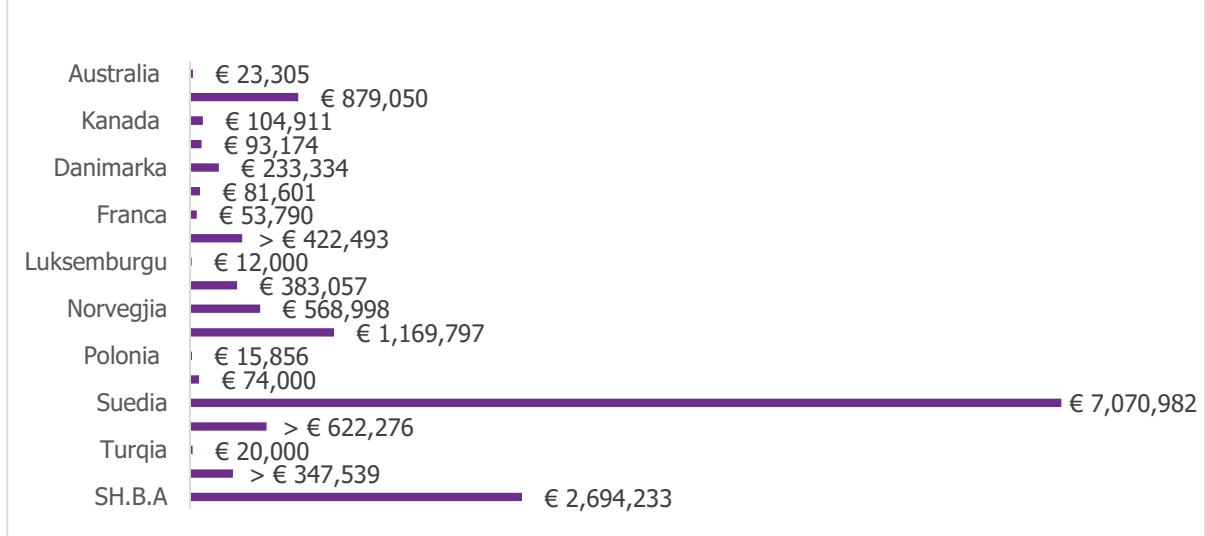 Australia € 23,305
€ 879,050
Kanada € 104,911
€ 93,174
Danimarka € 233,334
€ 81,601
Franca € 53,790
> € 422,493
Luksemburgu € 12,000
€ 383,057
Norvegjia € 568,998
€ 1,169,797
Polonia € 15,856
€ 74,000
Suedia € 7,070,982
> € 622,276
Turqia € 20,000
> € 347,539
SH.B.A € 2,694,233